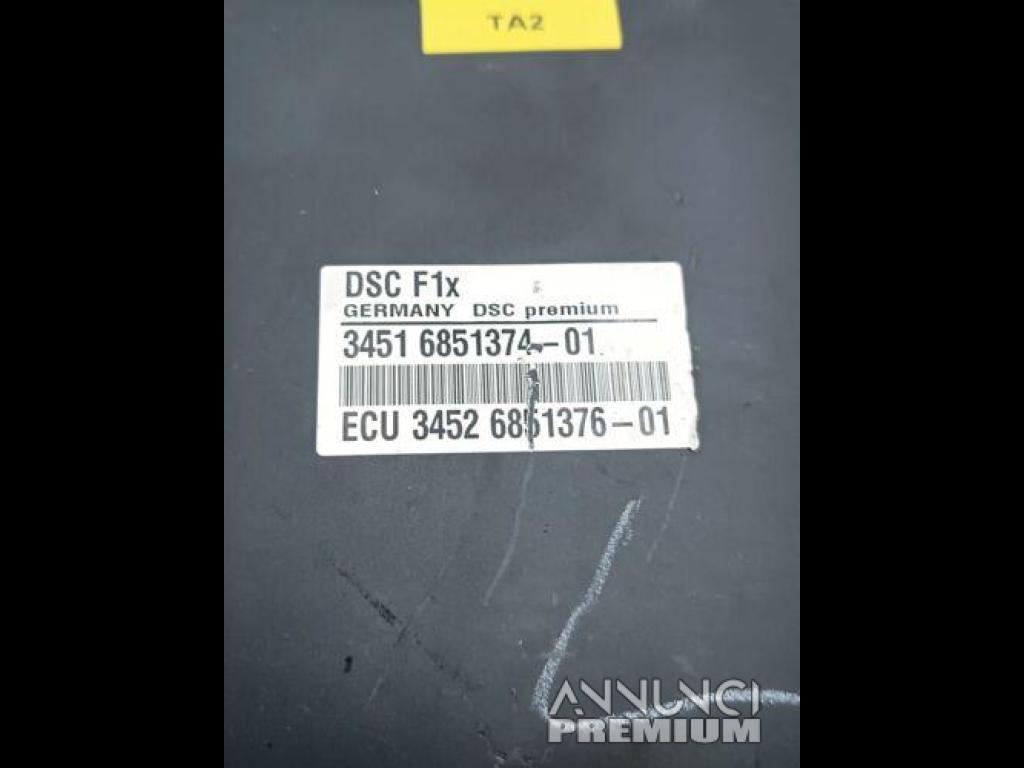 TA2
DSC F1x
GERMANY DSC premium
3451 6851374-01
ECU 3452 6851376-01
ANNUNCI
PREMIUM